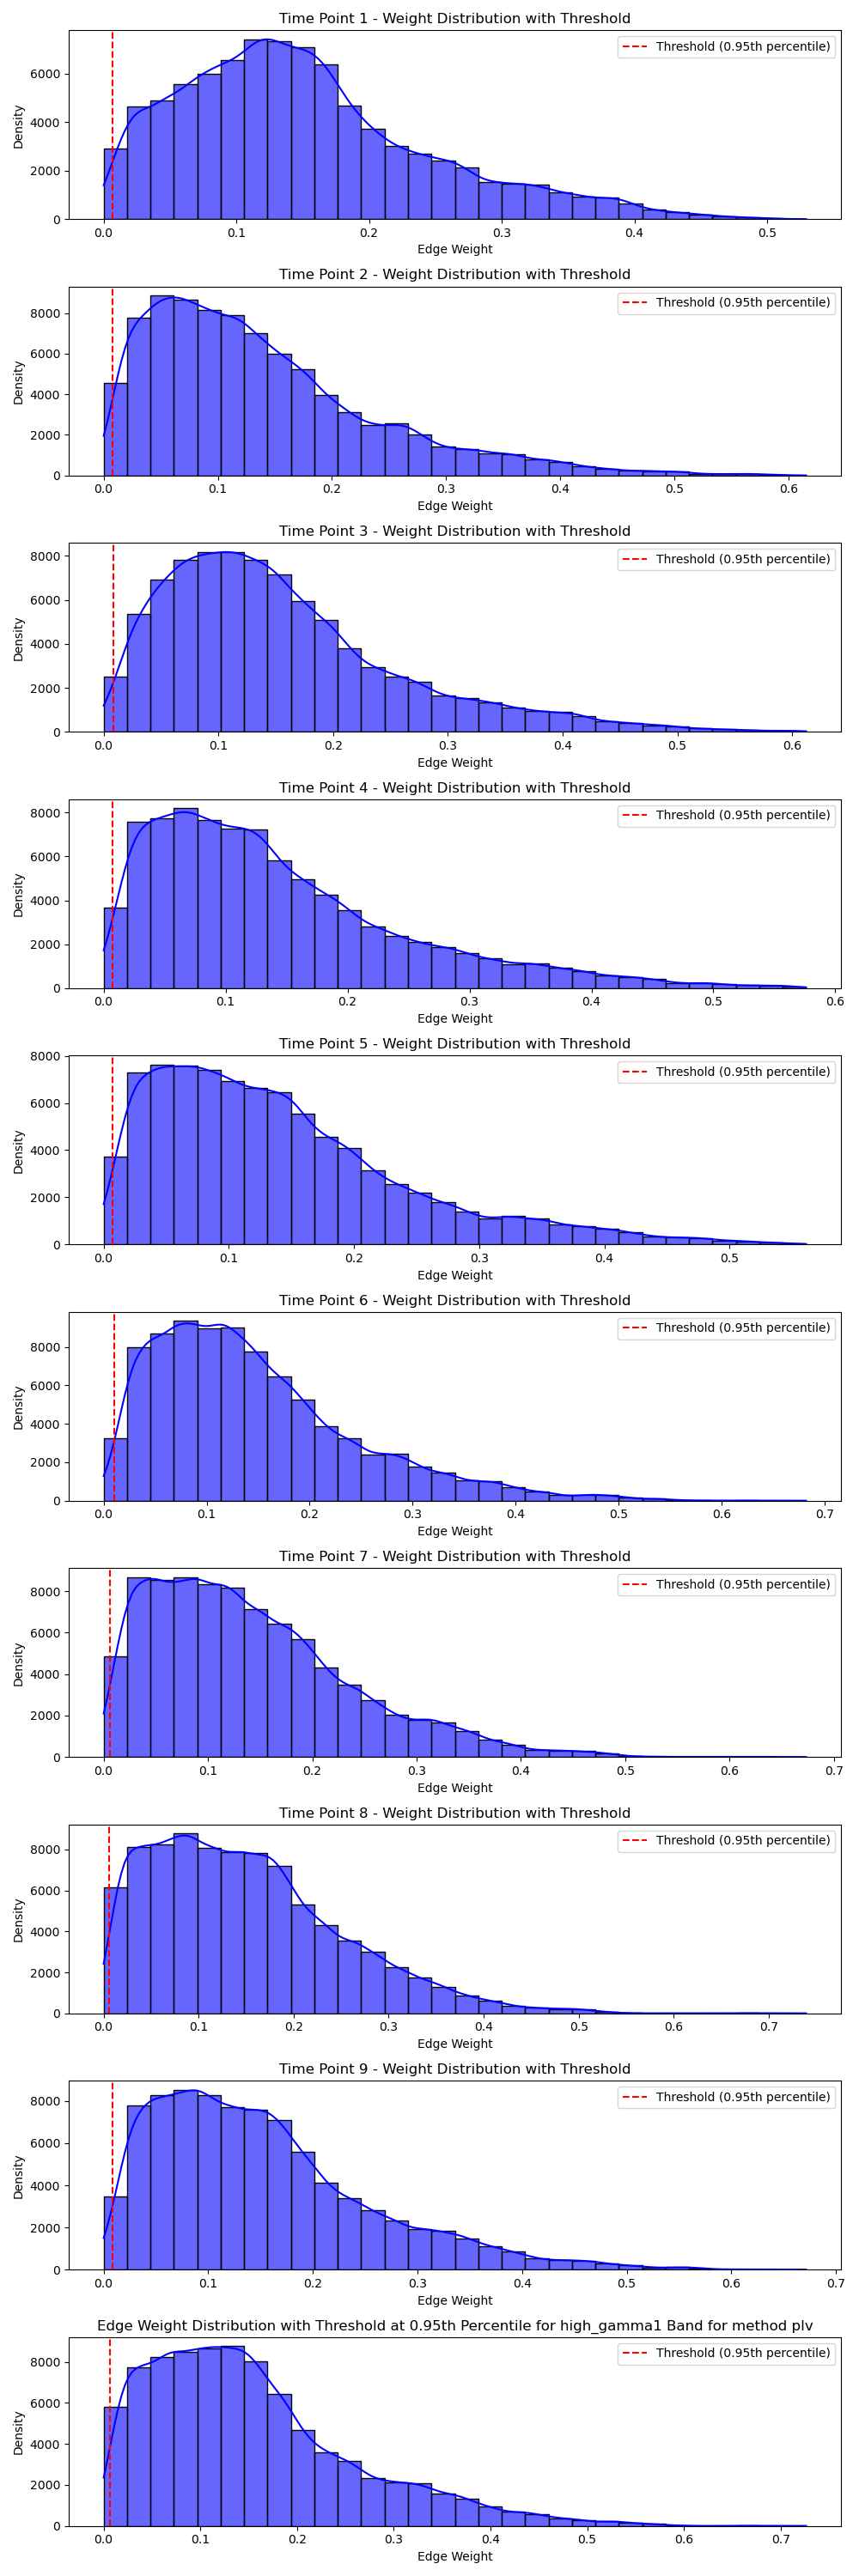 Time Point 1 - Weight Distribution with Threshold
Threshold (0.95th percentile)
Density
6000
4000
2000
0
0.0 0.1 0.2 0.3 0.4 0.5
Edge Weight
Time Point 2 - Weight Distribution with Threshold
Threshold (0.95th percentile)
Density
8000
6000
4000
2000
0
0.0 0.1 0.2 0.3 0.4 0.5 0.6
Edge Weight
Time Point 3 - Weight Distribution with Threshold
Threshold (0.95th percentile)
Density
8000
6000
4000
2000
0
0.0 0.1 0.2 0.3 0.4 0.5 0.6
Edge Weight
Time Point 4 - Weight Distribution with Threshold
Threshold (0.95th percentile)
Density
8000
6000
4000
2000
0
0.0 0.1 0.2 0.3 0.4 0.5 0.6
Edge Weight
Time Point 5 - Weight Distribution with Threshold
Threshold (0.95th percentile)
Density
8000
6000
4000
2000
0
0.0 0.1 0.2 0.3 0.4 0.5
Edge Weight
Time Point 6 - Weight Distribution with Threshold
Threshold (0.95th percentile)
Density
8000
6000
4000
2000
0
0.0 0.1 0.2 0.3 0.4 0.5 0.6 0.7
Edge Weight
Time Point 7 - Weight Distribution with Threshold
Threshold (0.95th percentile)
Density
8000
6000
4000
2000
0
0.0 0.1 0.2 0.3 0.4 0.5 0.6 0.7
Edge Weight
Time Point 8 - Weight Distribution with Threshold
Threshold (0.95th percentile)
Density
8000
6000
4000
2000
0
0.0 0.1 0.2 0.3 0.4 0.5 0.6 0.7
Edge Weight
Time Point 9 - Weight Distribution with Threshold
Threshold (0.95th percentile)
Density
8000
6000
4000
2000
0
0.0 0.1 0.2 0.3 0.4 0.5 0.6 0.7
Edge Weight
Edge Weight Distribution with Threshold at 0.95th Percentile for high_gamma1 Band for method plv
Threshold (0.95th percentile)
Density
8000
6000
4000
2000
0
0.0 0.1 0.2 0.3 0.4 0.5 0.6 0.7
Edge Weight